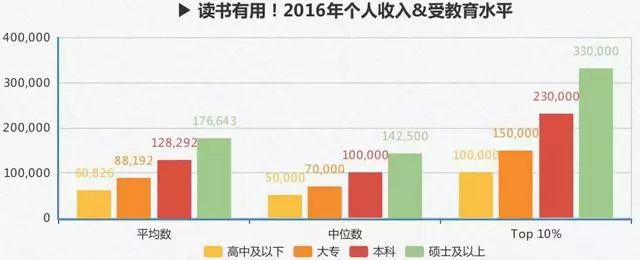 ▶ 读书有用！2016年个人收入&受教育水平
400,000
300,000
200,000
100,000
0
60,826
88,192
128,292
176,643
50,000
70,000
100,000
142,500
100,000
150,000
230,000
330,000
平均数
中位数
Top 10%
高中及以下
大专
本科
硕士及以上